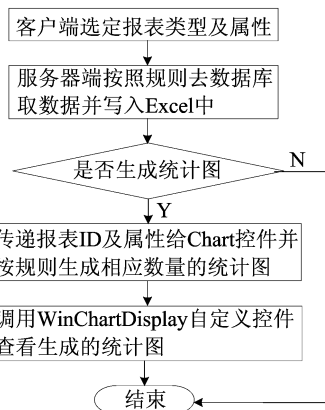 客户端选定报表类型及属性
服务器端按照规则去数据库
取数据并写入Excel中
是否生成统计图
N
Y
传递报表ID及属性给Chart控件并
按规则生成相应数量的统计图
调用WinChartDisplay自定义控件
查看生成的统计图
结束